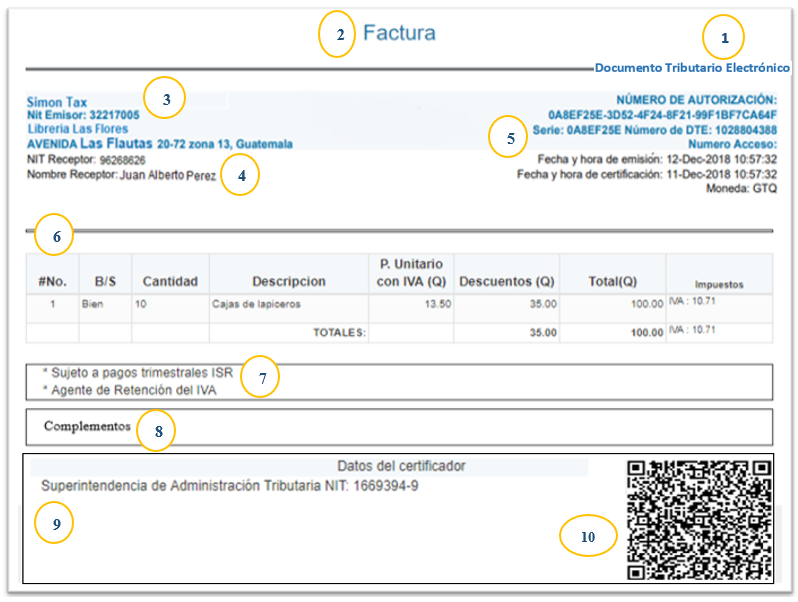 2 Factura 1
Documento Tributario Electrónico
Simon Tax 3
Nit Emisor: 32217005
Libreria Las Flores
AVENIDA Las Flautas 20-72 zona 13, Guatemala
NIT Receptor: 96268626
Nombre Receptor: Juan Alberto Perez 4
NÚMERO DE AUTORIZACIÓN:
0A8EF25E-3D52-4F24-8F21-99F1BF7CA64F
5 Serie: 0A8EF25E Número de DTE: 1028804388
Numero Acceso:
Fecha y hora de emisión: 12-Dec-2018 10:57:32
Fecha y hora de certificación: 11-Dec-2018 10:57:32
Moneda: GTQ
6
#No. B/S Cantidad Descripcion P. Unitario con IVA (Q) Descuentos (Q) Total(Q) Impuestos
1 Bien 10 Cajas de lapiceros 13.50 35.00 100.00 IVA : 10.71
TOTALES: 35.00 100.00 IVA : 10.71
* Sujeto a pagos trimestrales ISR 7
* Agente de Retención del IVA
Complementos 8
Datos del certificador
Superintendencia de Administración Tributaria NIT: 1669394-9
9 10